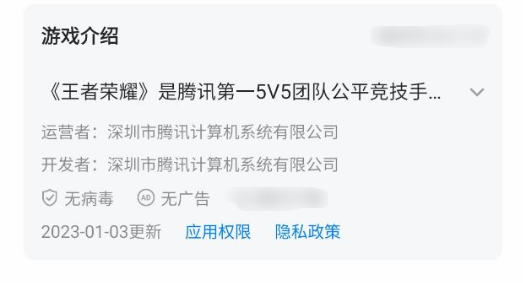 游戏介绍
《王者荣耀》是腾讯第一5V5团队公平竞技手...
运营者：深圳市腾讯计算机系统有限公司
开发者：深圳市腾讯计算机系统有限公司
无病毒 AD 无广告
2023-01-03更新 应用权限 隐私政策